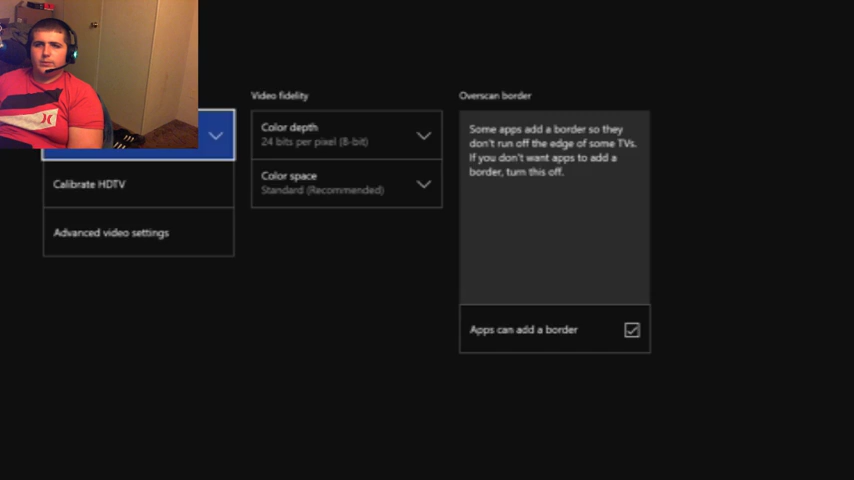 Video fidelity
Overscan border
Calibrate HDTV
Advanced video settings
Color depth
24 bits per pixel (8-bit)
Color space
Standard (Recommended)
Some apps add a border so they
don't run off the edge of some TVs.
If you don't want apps to add a
border, turn this off.
Apps can add a border